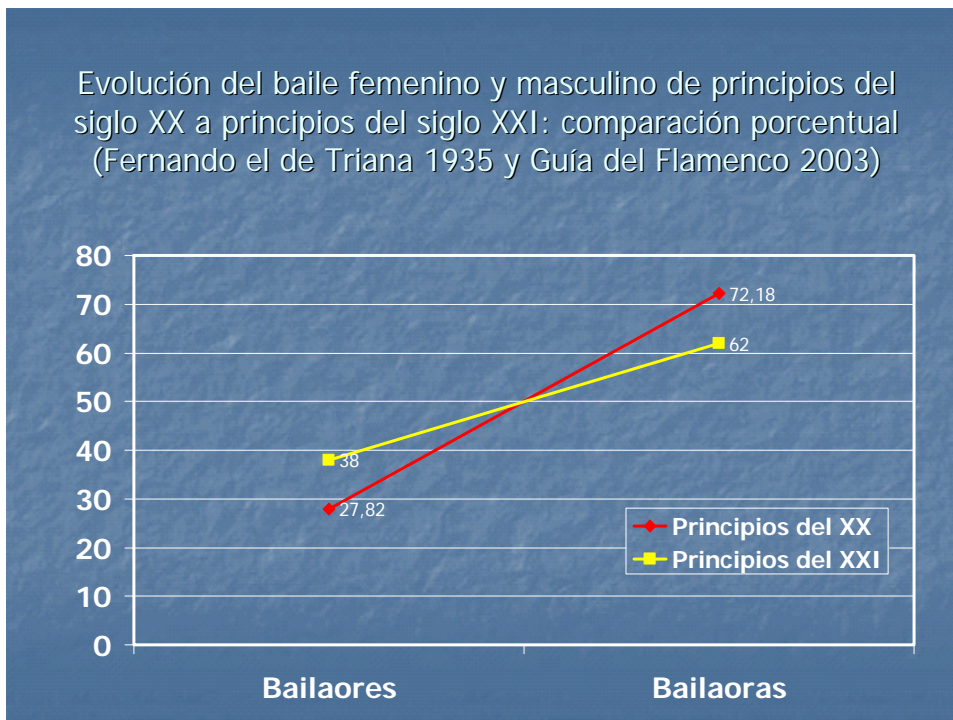 Evolución del baile femenino y masculino de principios del
siglo XX a principios del siglo XXI: comparación porcentual
(Fernando el de Triana 1935 y Guía del Flamenco 2003)
80
70
60
50
40
30
20
10
0
72,18
62
38
27,82
Principios del XX
Principios del XXI
Bailaores
Bailaoras